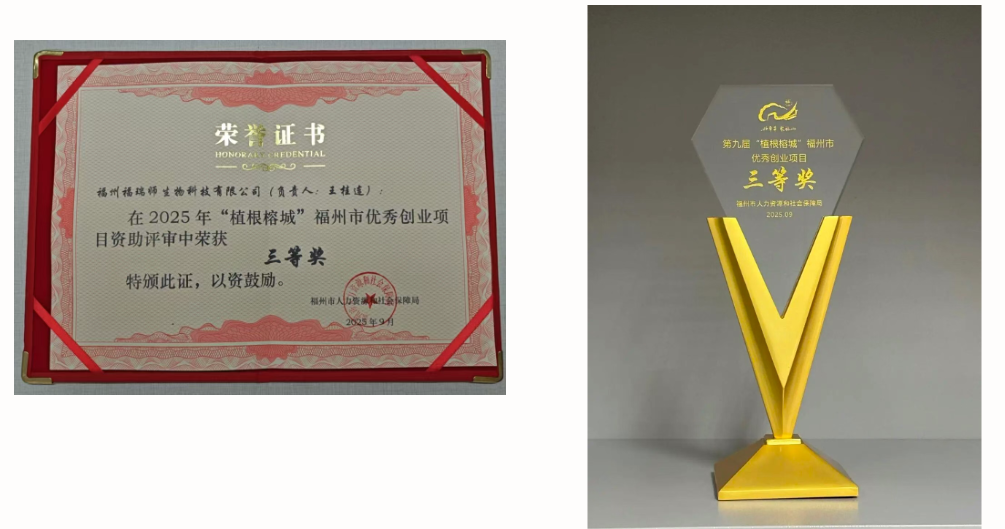 荣誉证书
HONORARY CREDENTIAL
福州福瑞师生物科技有限公司（负责人：王桂遥）：
在2025年“植根榕城”福州市优秀创业项
目资助评审中荣获
三等奖
特颁此证，以资鼓励。
福州市人力资源和社会保障局
2025年9月
第九届“植根榕城”福州市
优秀创业项目
三等奖
福州市人力资源和社会保障局
2025.09